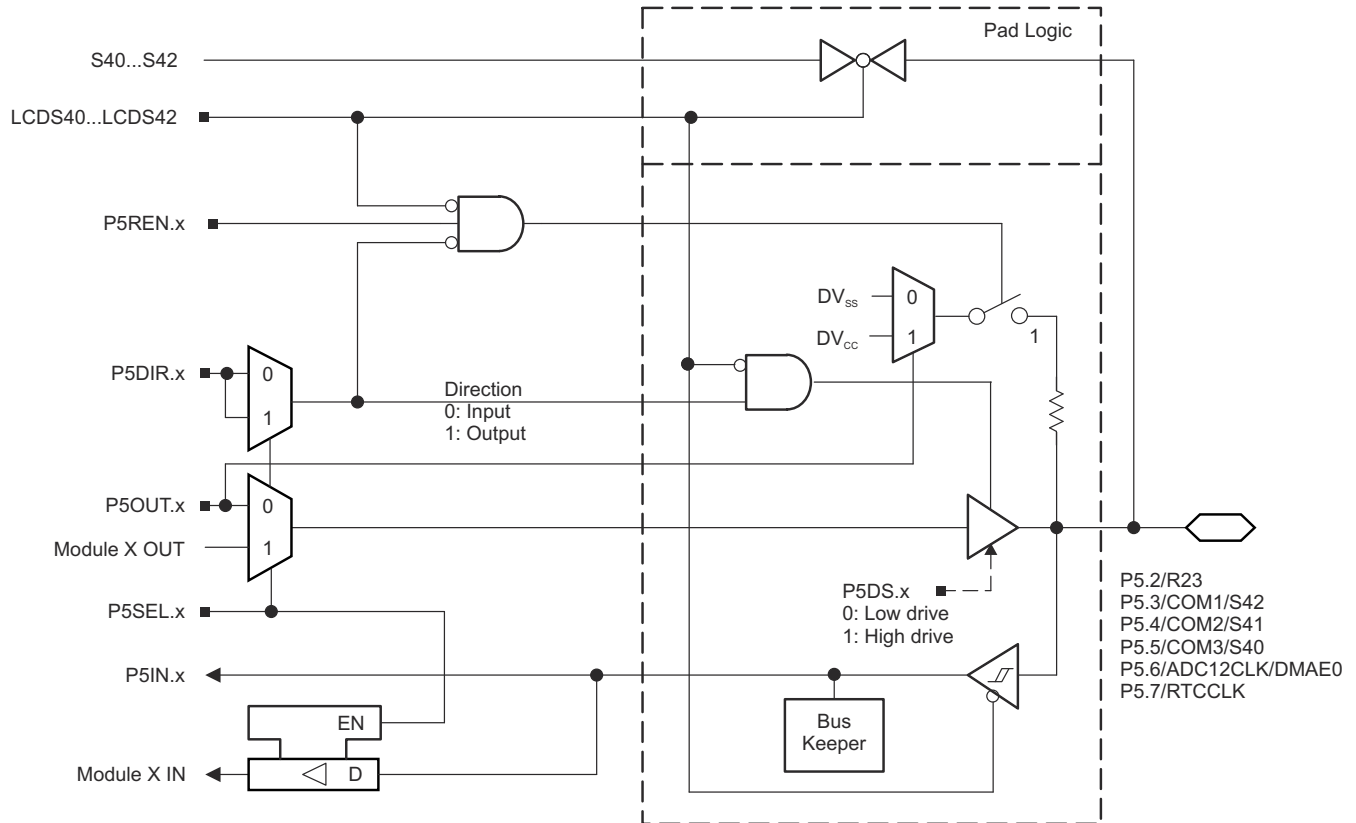 Pad Logic
S40...S42
LCDS40...LCDS42
P5REN.x
DVSS
0
DVCC
1
1
P5DIR.x
0
1
Direction
0: Input
1: Output
P5OUT.x
0
Module X OUT
1
P5SEL.x
P5DS.x
0: Low drive
1: High drive
P5.2/R23
P5.3/COM1/S42
P5.4/COM2/S41
P5.5/COM3/S40
P5.6/ADC12CLK/DMAE0
P5.7/RTCCLK
P5IN.x
Bus
Keeper
EN
Module X IN
D